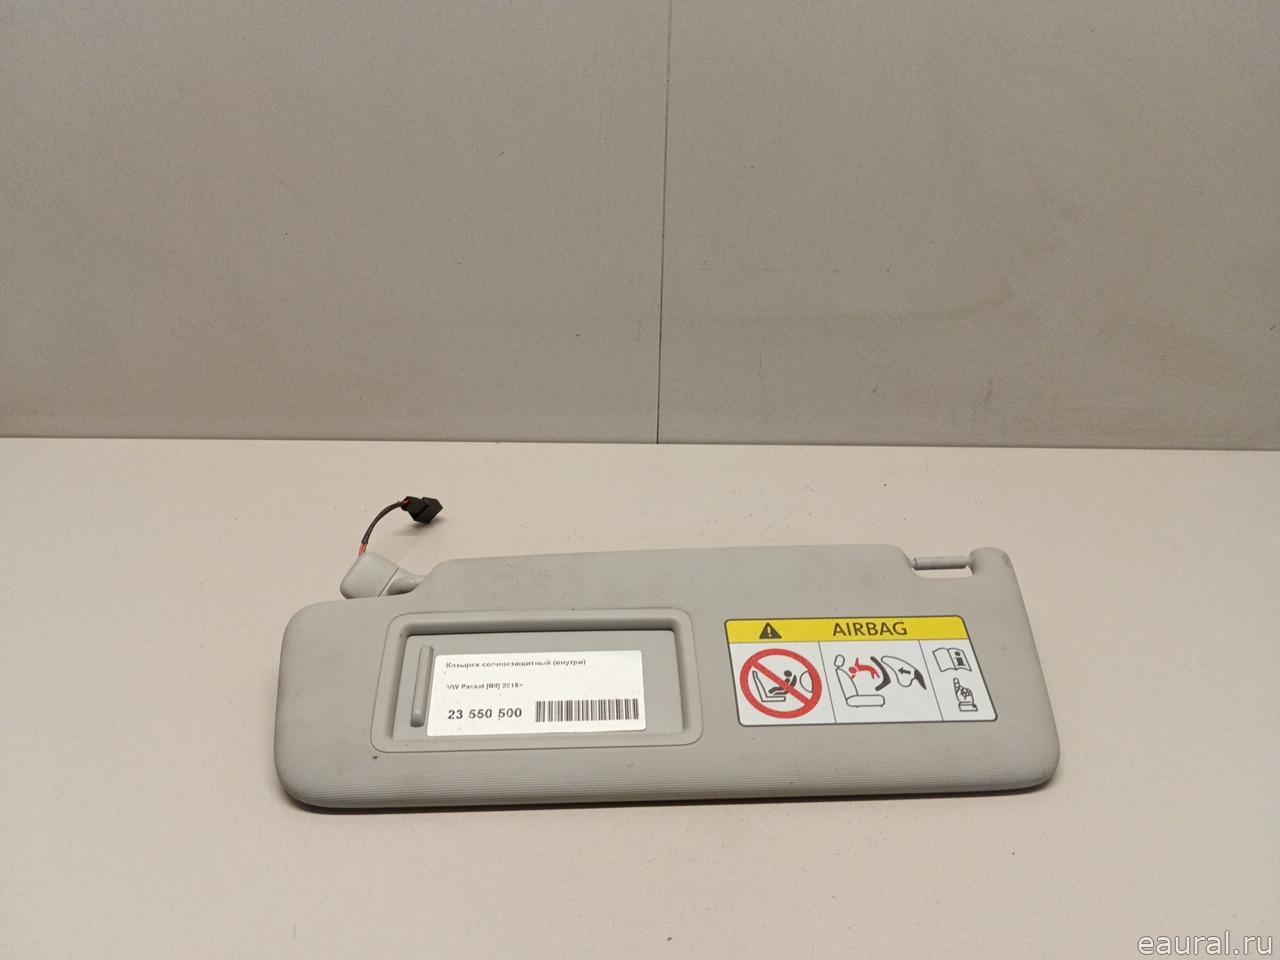 AIRBAG
Козырек солнцезащитный (внутри)
VW Passat [B8] 2015>
23 550 500
eaural.ru